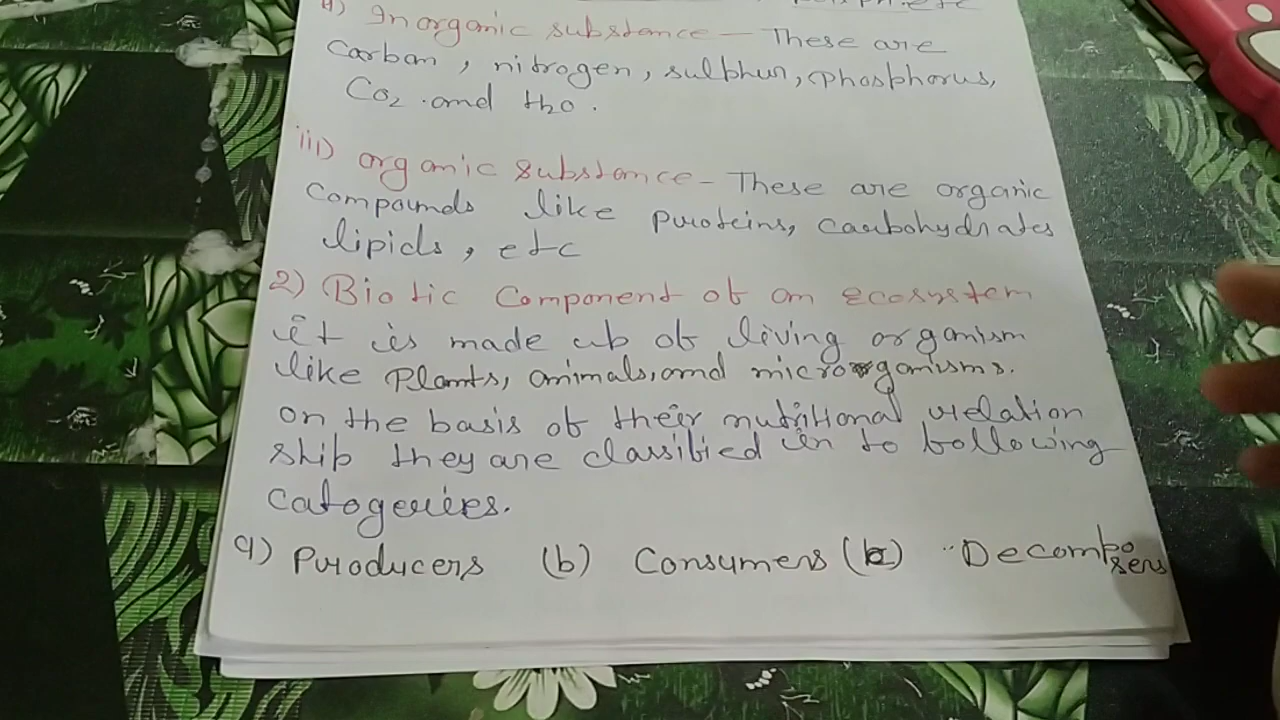 Inorganic substance - These are
Carbon, nitrogen, sulphur, phosphorus,
CO2 . and H2O.
iii) organic substance - These are organic
Compounds like proteins, carbohydrates
lipids, etc
2) Biotic Component of an ecosystem
it is made up of living organism
like Plants, animals, and microorganisms.
on the basis of their nutritional relation
ship they are classified in to following
catogeries.
a) Producers (b) Consumers (c) Decomposers